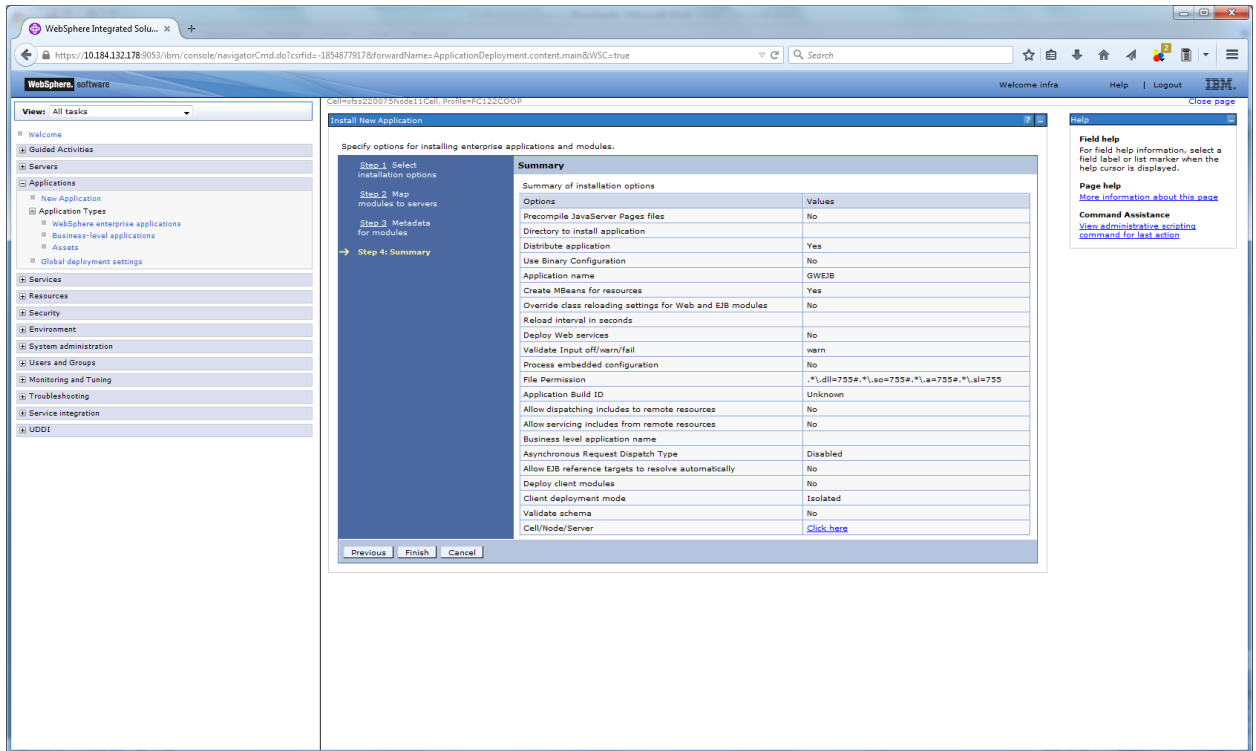 WebSphere Integrated Solu... × +
https://10.184.132.178:9053/ibm/console/navigatorCmd.do?csrfid=-1854877917&forwardName=ApplicationDeployment.content.main&WSC=true
Search
2
WebSphere. software
Welcome infra Help | Logout IBM.
View: All tasks
Welcome
Guided Activities
Servers
Applications
New Application
Application Types
WebSphere enterprise applications
Business-level applications
Assets
Global deployment settings
Services
Resources
Security
Environment
System administration
Users and Groups
Monitoring and Tuning
Troubleshooting
Service integration
UDDI
Cell=ofss220075Node11Cell, Profile=FC122COOP
Close page
Install New Application ? –
Specify options for installing enterprise applications and modules.
Step 1 Select
installation options
Step 2 Map
modules to servers
Step 3 Metadata
for modules
Step 4: Summary
Summary
Summary of installation options
Options Values
Precompile JavaServer Pages files No
Directory to install application
Distribute application Yes
Use Binary Configuration No
Application name GWEJB
Create MBeans for resources Yes
Override class reloading settings for Web and EJB modules No
Reload interval in seconds
Deploy Web services No
Validate Input off/warn/fail warn
Process embedded configuration No
File Permission .*\.dll=755#.*\.so=755#.*\.a=755#.*\.sl=755
Application Build ID Unknown
Allow dispatching includes to remote resources No
Allow servicing includes from remote resources No
Business level application name
Asynchronous Request Dispatch Type Disabled
Allow EJB reference targets to resolve automatically No
Deploy client modules No
Client deployment mode Isolated
Validate schema No
Cell/Node/Server Click here
Previous Finish Cancel
Help
Field help
For field help information, select a
field label or list marker when the
help cursor is displayed.
Page help
More information about this page
Command Assistance
View administrative scripting
command for last action